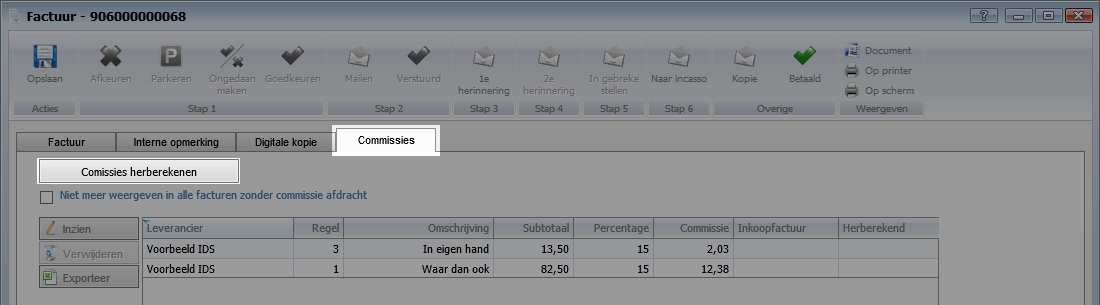 Factuur - 906000000068
Opslaan
Afkeuren
Parkeren
Ongedaan
maken
Goedkeuren
Mailen
Verstuurd
1e
herinnering
2e
herinnering
In gebreke
stellen
Naar incasso
Kopie
Betaald
Document
Op printer
Op scherm
Acties
Stap 1
Stap 2
Stap 3
Stap 4
Stap 5
Stap 6
Overige
Weergeven
Factuur
Interne opmerking
Digitale kopie
Commissies
Comissies herberekenen
Niet meer weergeven in alle facturen zonder commissie afdracht
Inzien
Verwijderen
Exporteer
Leverancier Regel Omschrijving Subtotaal Percentage Commissie Inkoopfactuur Herberekend
Voorbeeld IDS 3 In eigen hand 13,50 15 2,03
Voorbeeld IDS 1 Waar dan ook 82,50 15 12,38